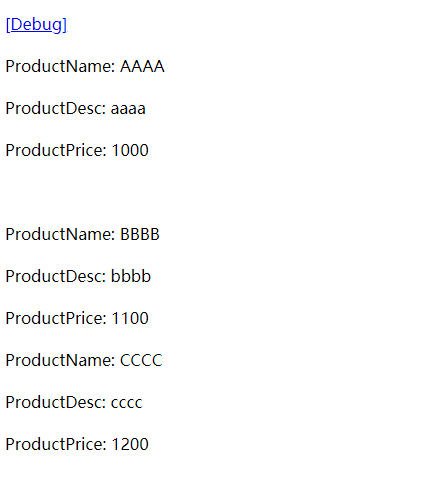 [Debug]
ProductName: AAAA
ProductDesc: aaaa
ProductPrice: 1000
ProductName: BBBB
ProductDesc: bbbb
ProductPrice: 1100
ProductName: CCCC
ProductDesc: cccc
ProductPrice: 1200